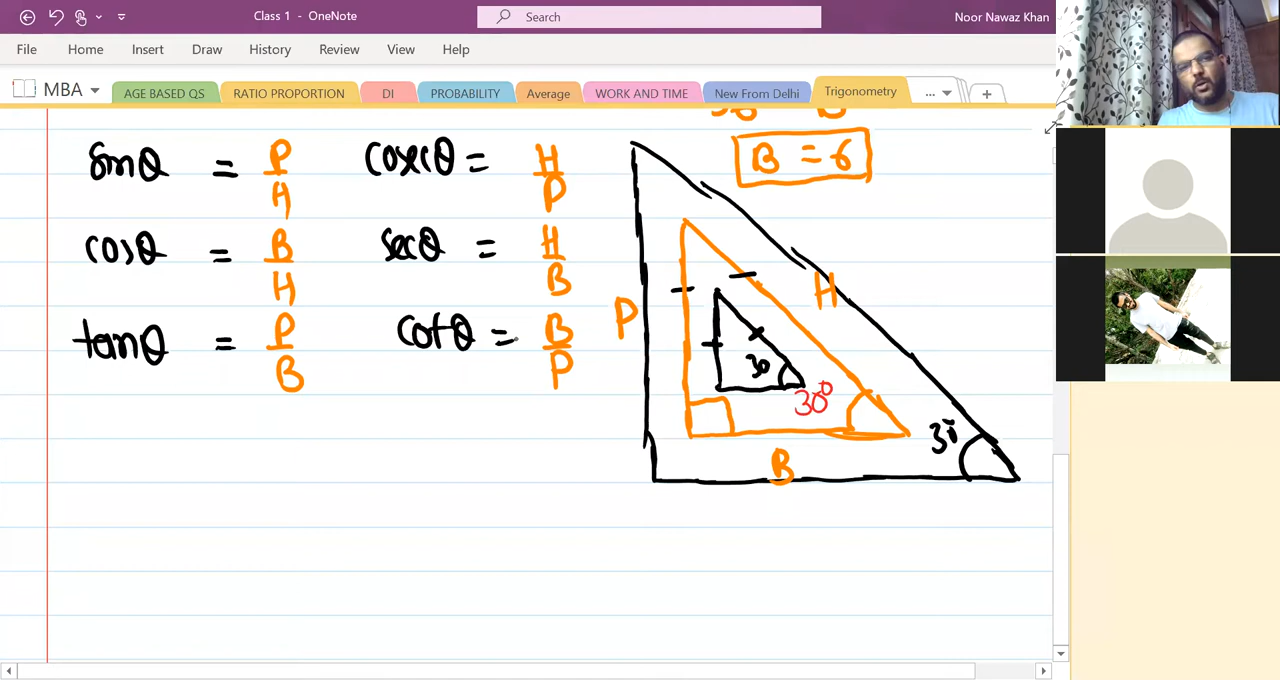 Class 1 - OneNote
Search
Noor Nawaz Khan
File Home Insert Draw History Review View Help
MBA
AGE BASED QS
RATIO PROPORTION
DI
PROBABILITY
Average
WORK AND TIME
New From Delhi
Trigonometry
...
B = 6
sinθ = P/H
cosecθ = H/P
cosθ = B/H
secθ = H/B
tanθ = P/B
cotθ = B/P
P
H
30
30°
30°
B